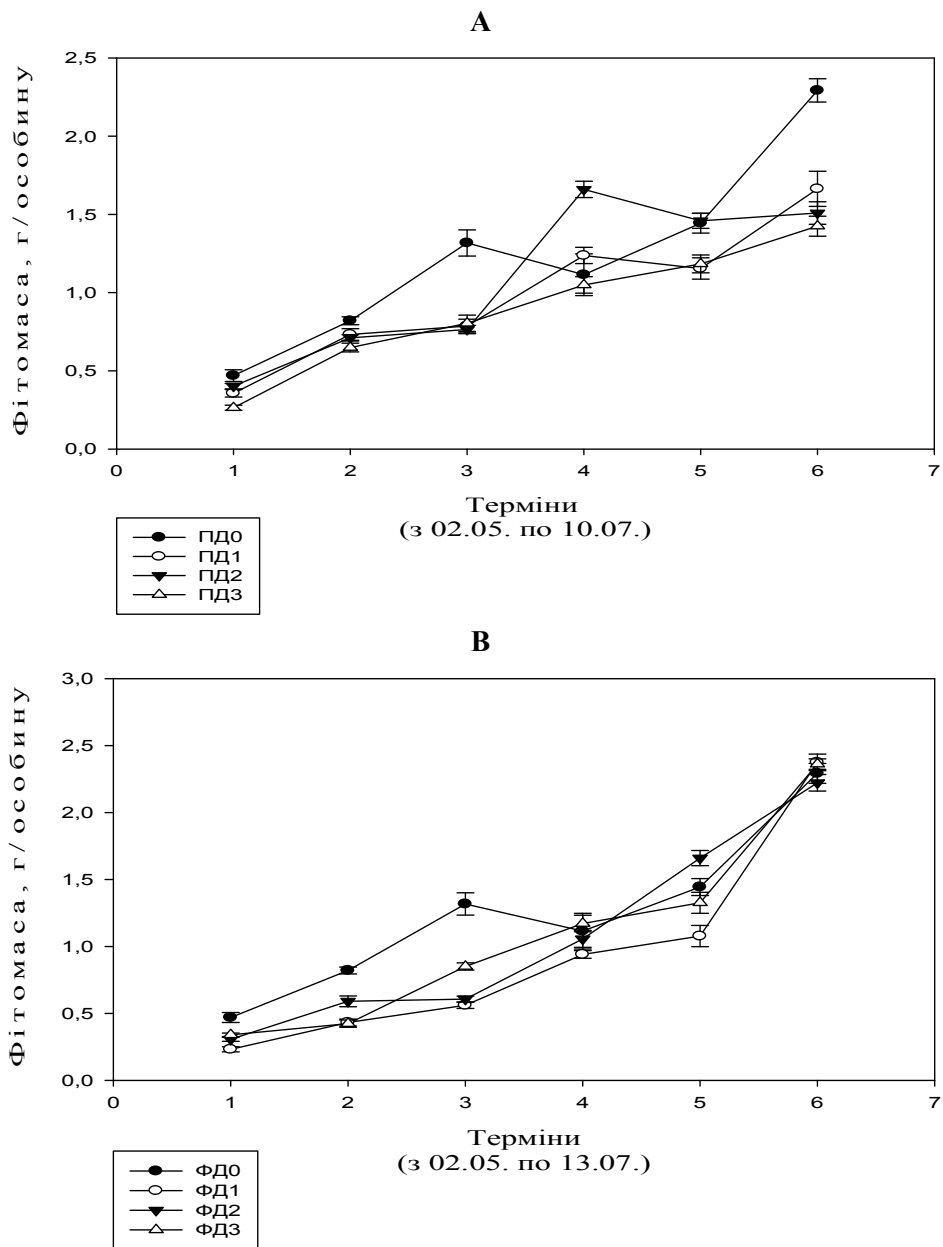 А
Фітомаса, г/особину
2,5
2,0
1,5
1,0
0,5
0,0
0 1 2 3 4 5 6 7
Терміни
(з 02.05. по 10.07.)
ПД0
ПД1
ПД2
ПД3
В
Фітомаса, г/особину
3,0
2,5
2,0
1,5
1,0
0,5
0,0
0 1 2 3 4 5 6 7
Терміни
(з 02.05. по 13.07.)
ФД0
ФД1
ФД2
ФД3